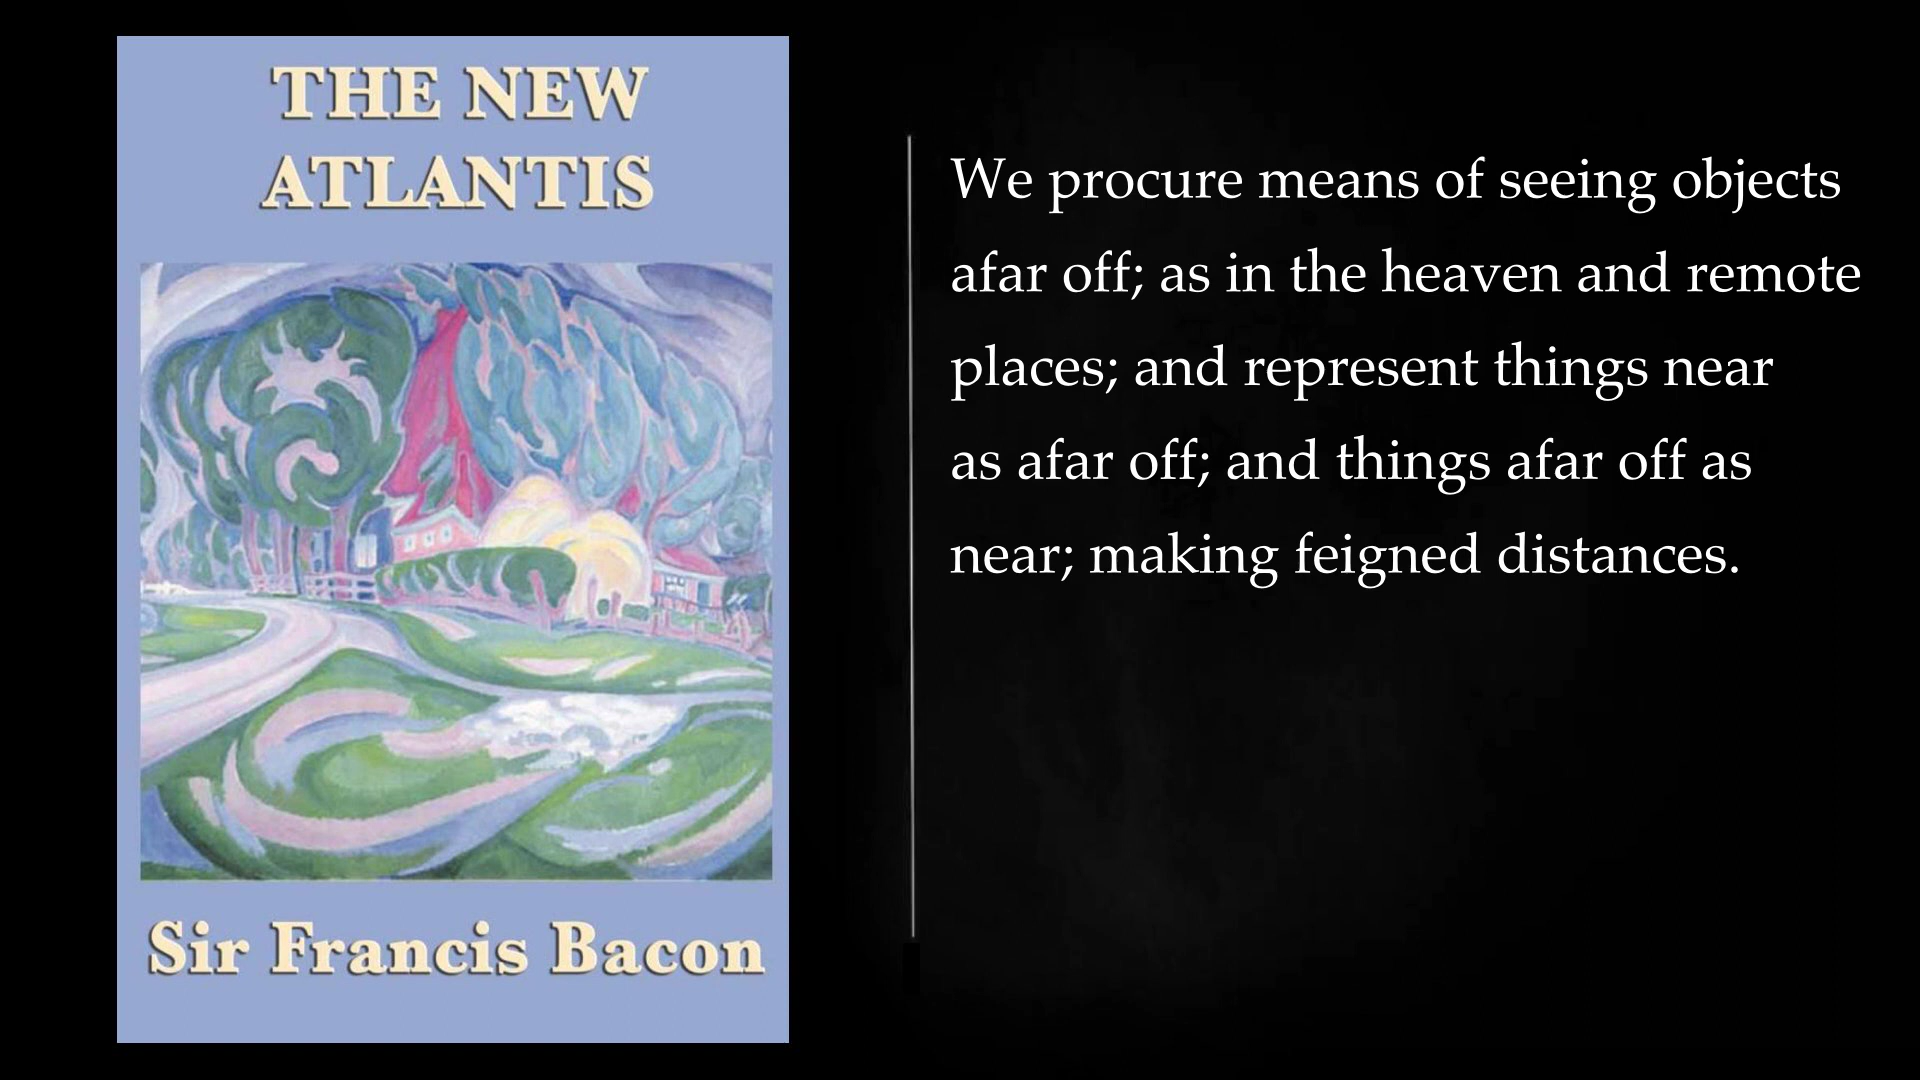 THE NEW
ATLANTIS
Sir Francis Bacon
We procure means of seeing objects
afar off; as in the heaven and remote
places; and represent things near
as afar off; and things afar off as
near; making feigned distances.